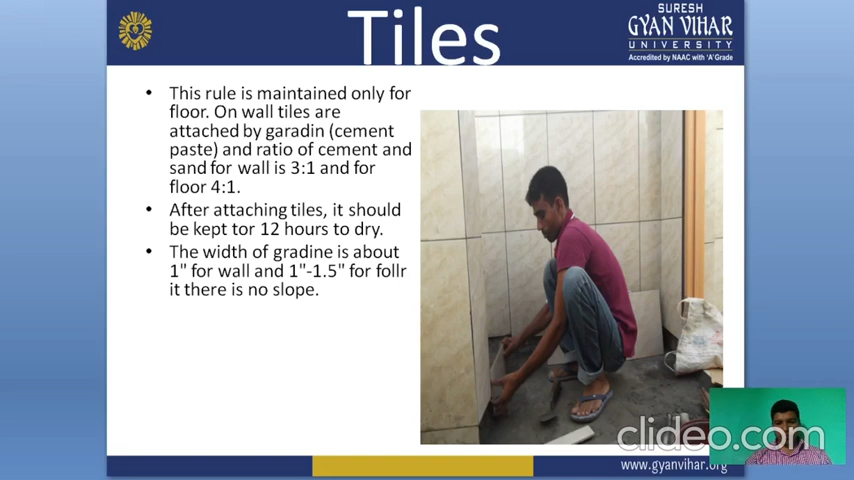 Tiles
SURESH
GYAN VIHAR
UNIVERSITY
Accredited by NAAC with 'A' Grade
• This rule is maintained only for
floor. On wall tiles are
attached by garadin (cement
paste) and ratio of cement and
sand for wall is 3:1 and for
floor 4:1.
• After attaching tiles, it should
be kept tor 12 hours to dry.
• The width of gradine is about
1" for wall and 1"-1.5" for follr
it there is no slope.
clideo.com
www.gyanvihar.org